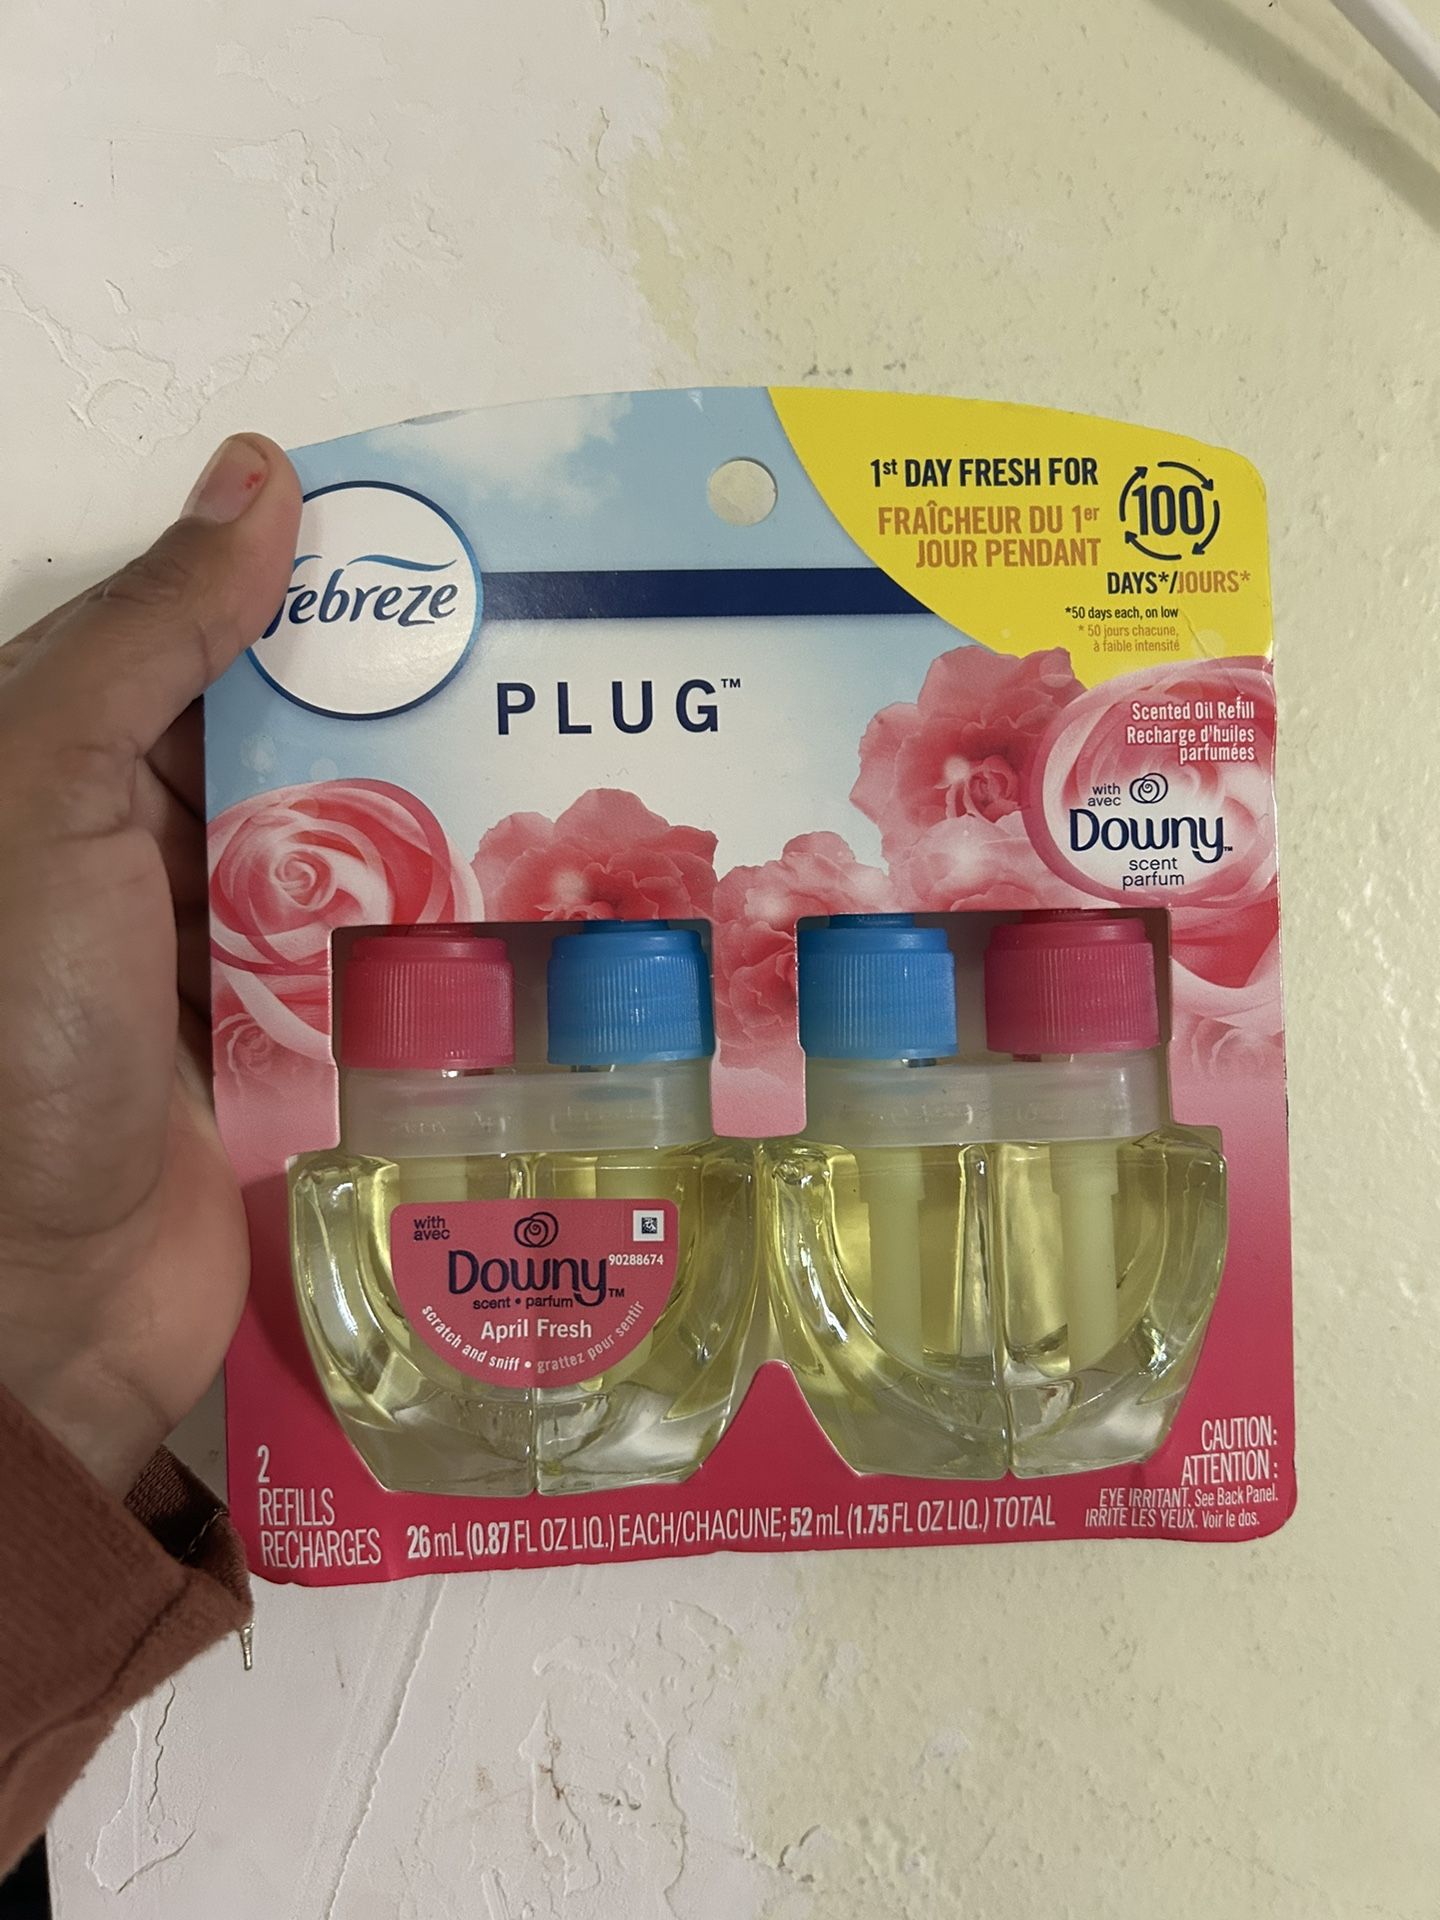 febreze
PLUG™
1st DAY FRESH FOR
FRAÎCHEUR DU 1er
JOUR PENDANT
100
DAYS*/JOURS*
*50 days each, on low
* 50 jours chacune,
à faible intensité
Scented Oil Refill
Recharge d'huiles
parfumées
with
avec
Downy™
scent
parfum
with
avec
90288674
Downy™
scent • parfum
April Fresh
scratch and sniff • grattez pour sentir
2
REFILLS
RECHARGES
26 mL (0.87 FL OZ LIQ.) EACH/CHACUNE; 52 mL (1.75 FL OZ LIQ.) TOTAL
CAUTION:
ATTENTION :
EYE IRRITANT. See Back Panel.
IRRITE LES YEUX. Voir le dos.